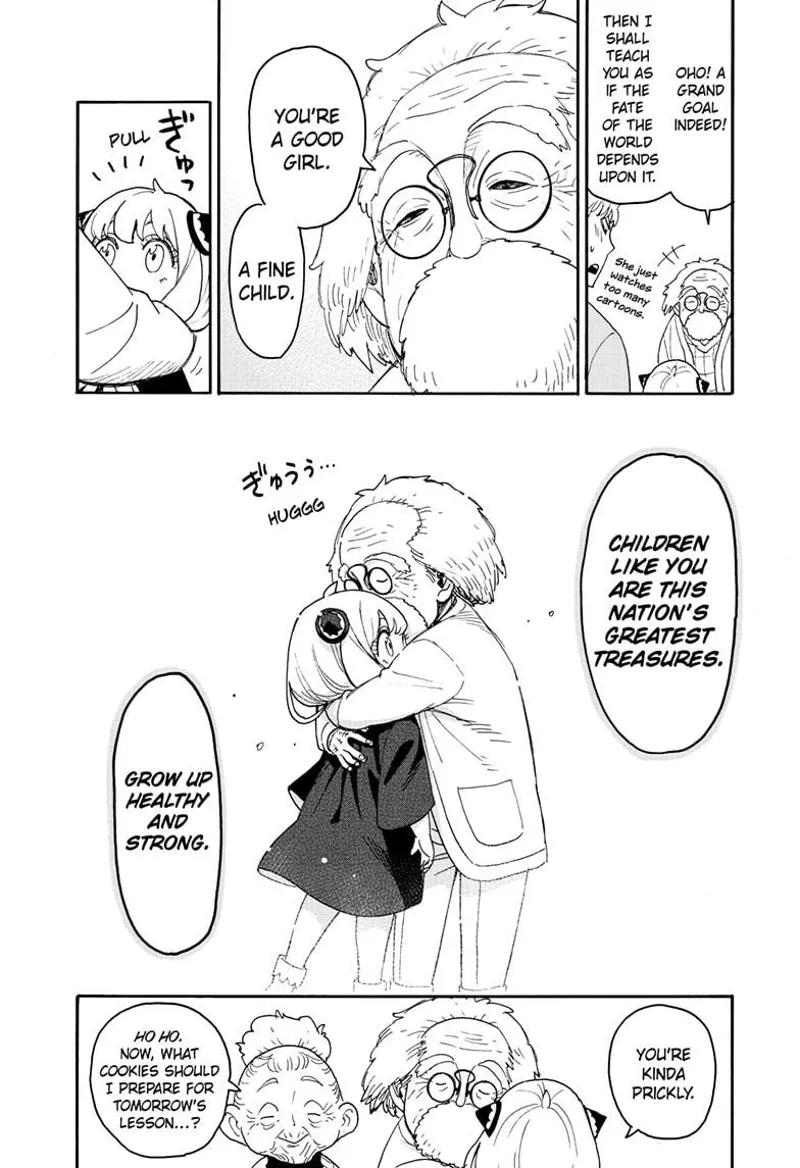 OHO! A
GRAND
GOAL
INDEED!
THEN I
SHALL
TEACH
YOU AS
IF THE
FATE
OF THE
WORLD
DEPENDS
UPON IT.
She just
watches
too many
cartoons.
YOU'RE
A GOOD
GIRL.
A FINE
CHILD.
ぎゅっ
PULL
CHILDREN
LIKE YOU
ARE THIS
NATION'S
GREATEST
TREASURES.
ぎゅうぅ…
HUGGG
GROW UP
HEALTHY
AND
STRONG.
YOU'RE
KINDA
PRICKLY.
HO HO.
NOW, WHAT
COOKIES SHOULD
I PREPARE FOR
TOMORROW'S
LESSON...?